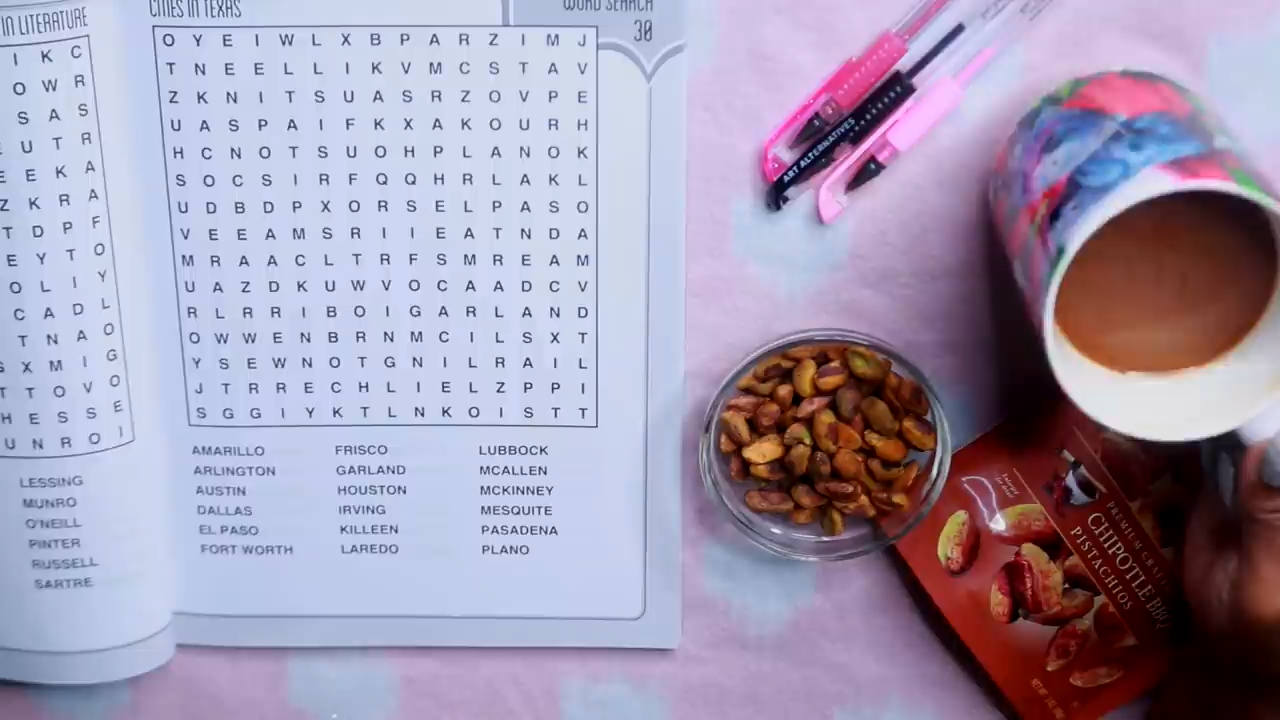 IN LITERATURE
I K C
O W R
S A S
U T R
E E K A
Z K R A
T D P F
E Y T O
O L I Y
C A D L
T N A O
S X M I G
T T O V O
H E S S E
U N R O I
LESSING
MUNRO
O'NEILL
PINTER
RUSSELL
SARTRE
CITIES IN TEXAS
WORD SEARCH
30
O Y E I W L X B P A R Z I M J
T N E E L L I K V M C S T A V
Z K N I T S U A S R Z O V P E
U A S P A I F K X A K O U R H
H C N O T S U O H P L A N O K
S O C S I R F Q Q H R L A K L
U D B D P X O R S E L P A S O
V E E A M S R I I E A T N D A
M R A A C L T R F S M R E A M
U A Z D K U W V O C A A D C V
R L R R I B O I G A R L A N D
O W W E N B R N M C I L S X T
Y S E W N O T G N I L R A I L
J T R R E C H L I E L Z P P I
S G G I Y K T L N K O I S T T
AMARILLO FRISCO LUBBOCK
ARLINGTON GARLAND MCALLEN
AUSTIN HOUSTON MCKINNEY
DALLAS IRVING MESQUITE
EL PASO KILLEEN PASADENA
FORT WORTH LAREDO PLANO
ART ALTERNATIVES
CHIPOTLE BBQ
PISTACHIOS